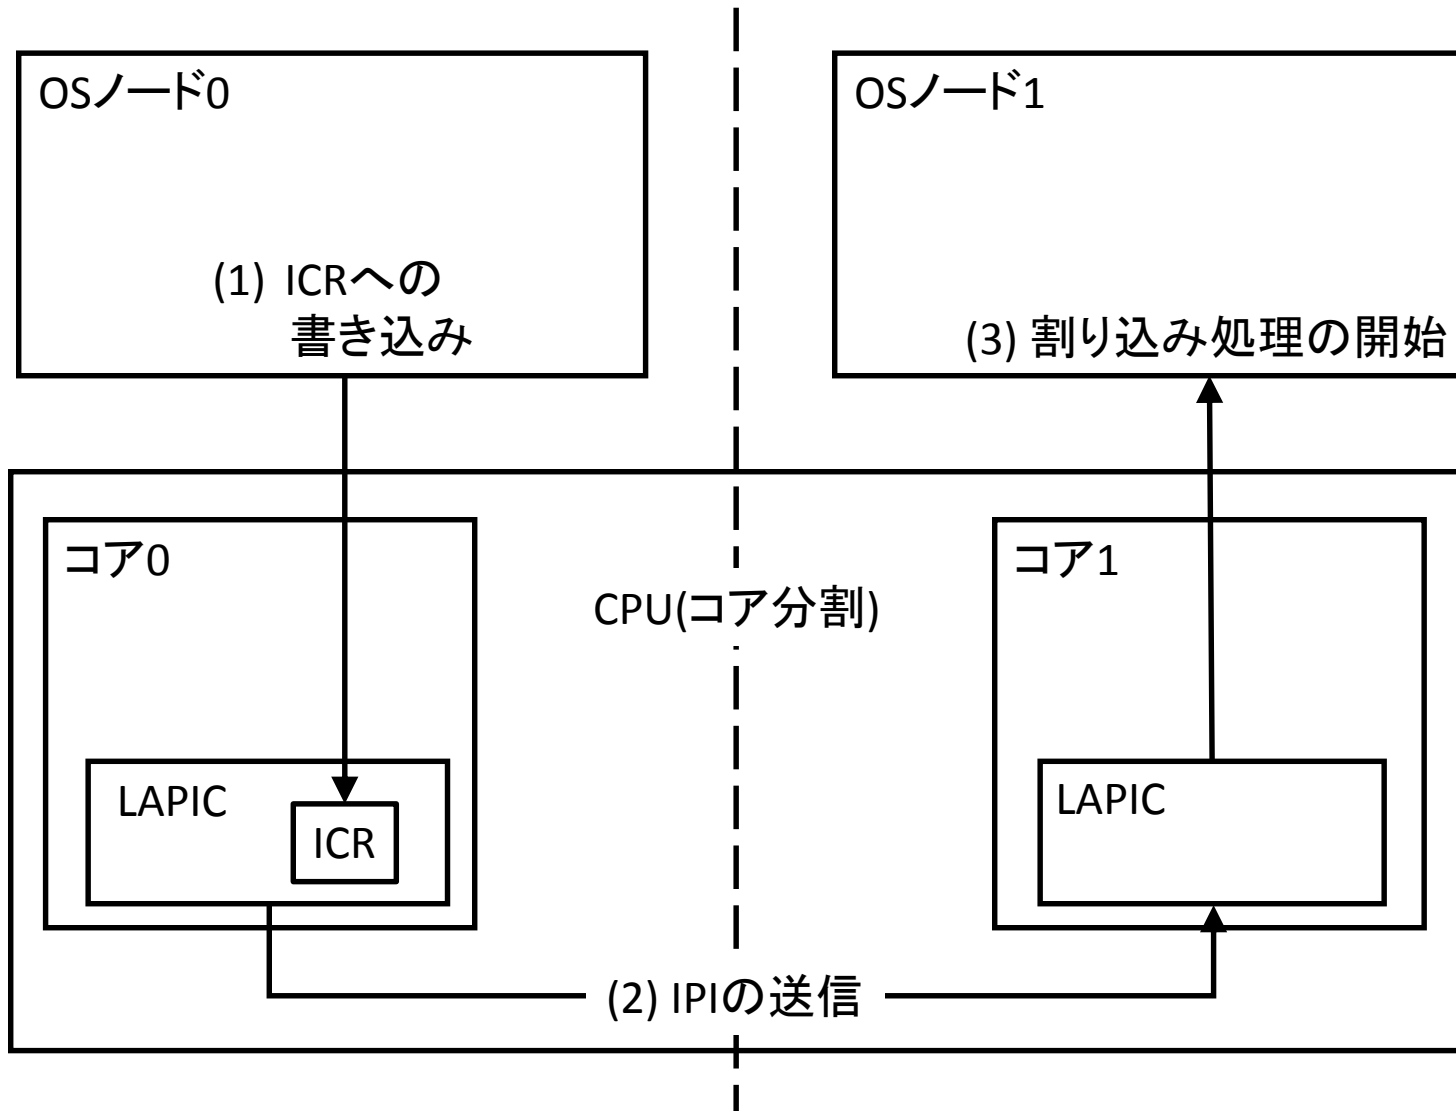 OSノード0
OSノード1
(1) ICRへの
書き込み
(3) 割り込み処理の開始
コア0
コア1
CPU(コア分割)
LAPIC
ICR
LAPIC
(2) IPIの送信